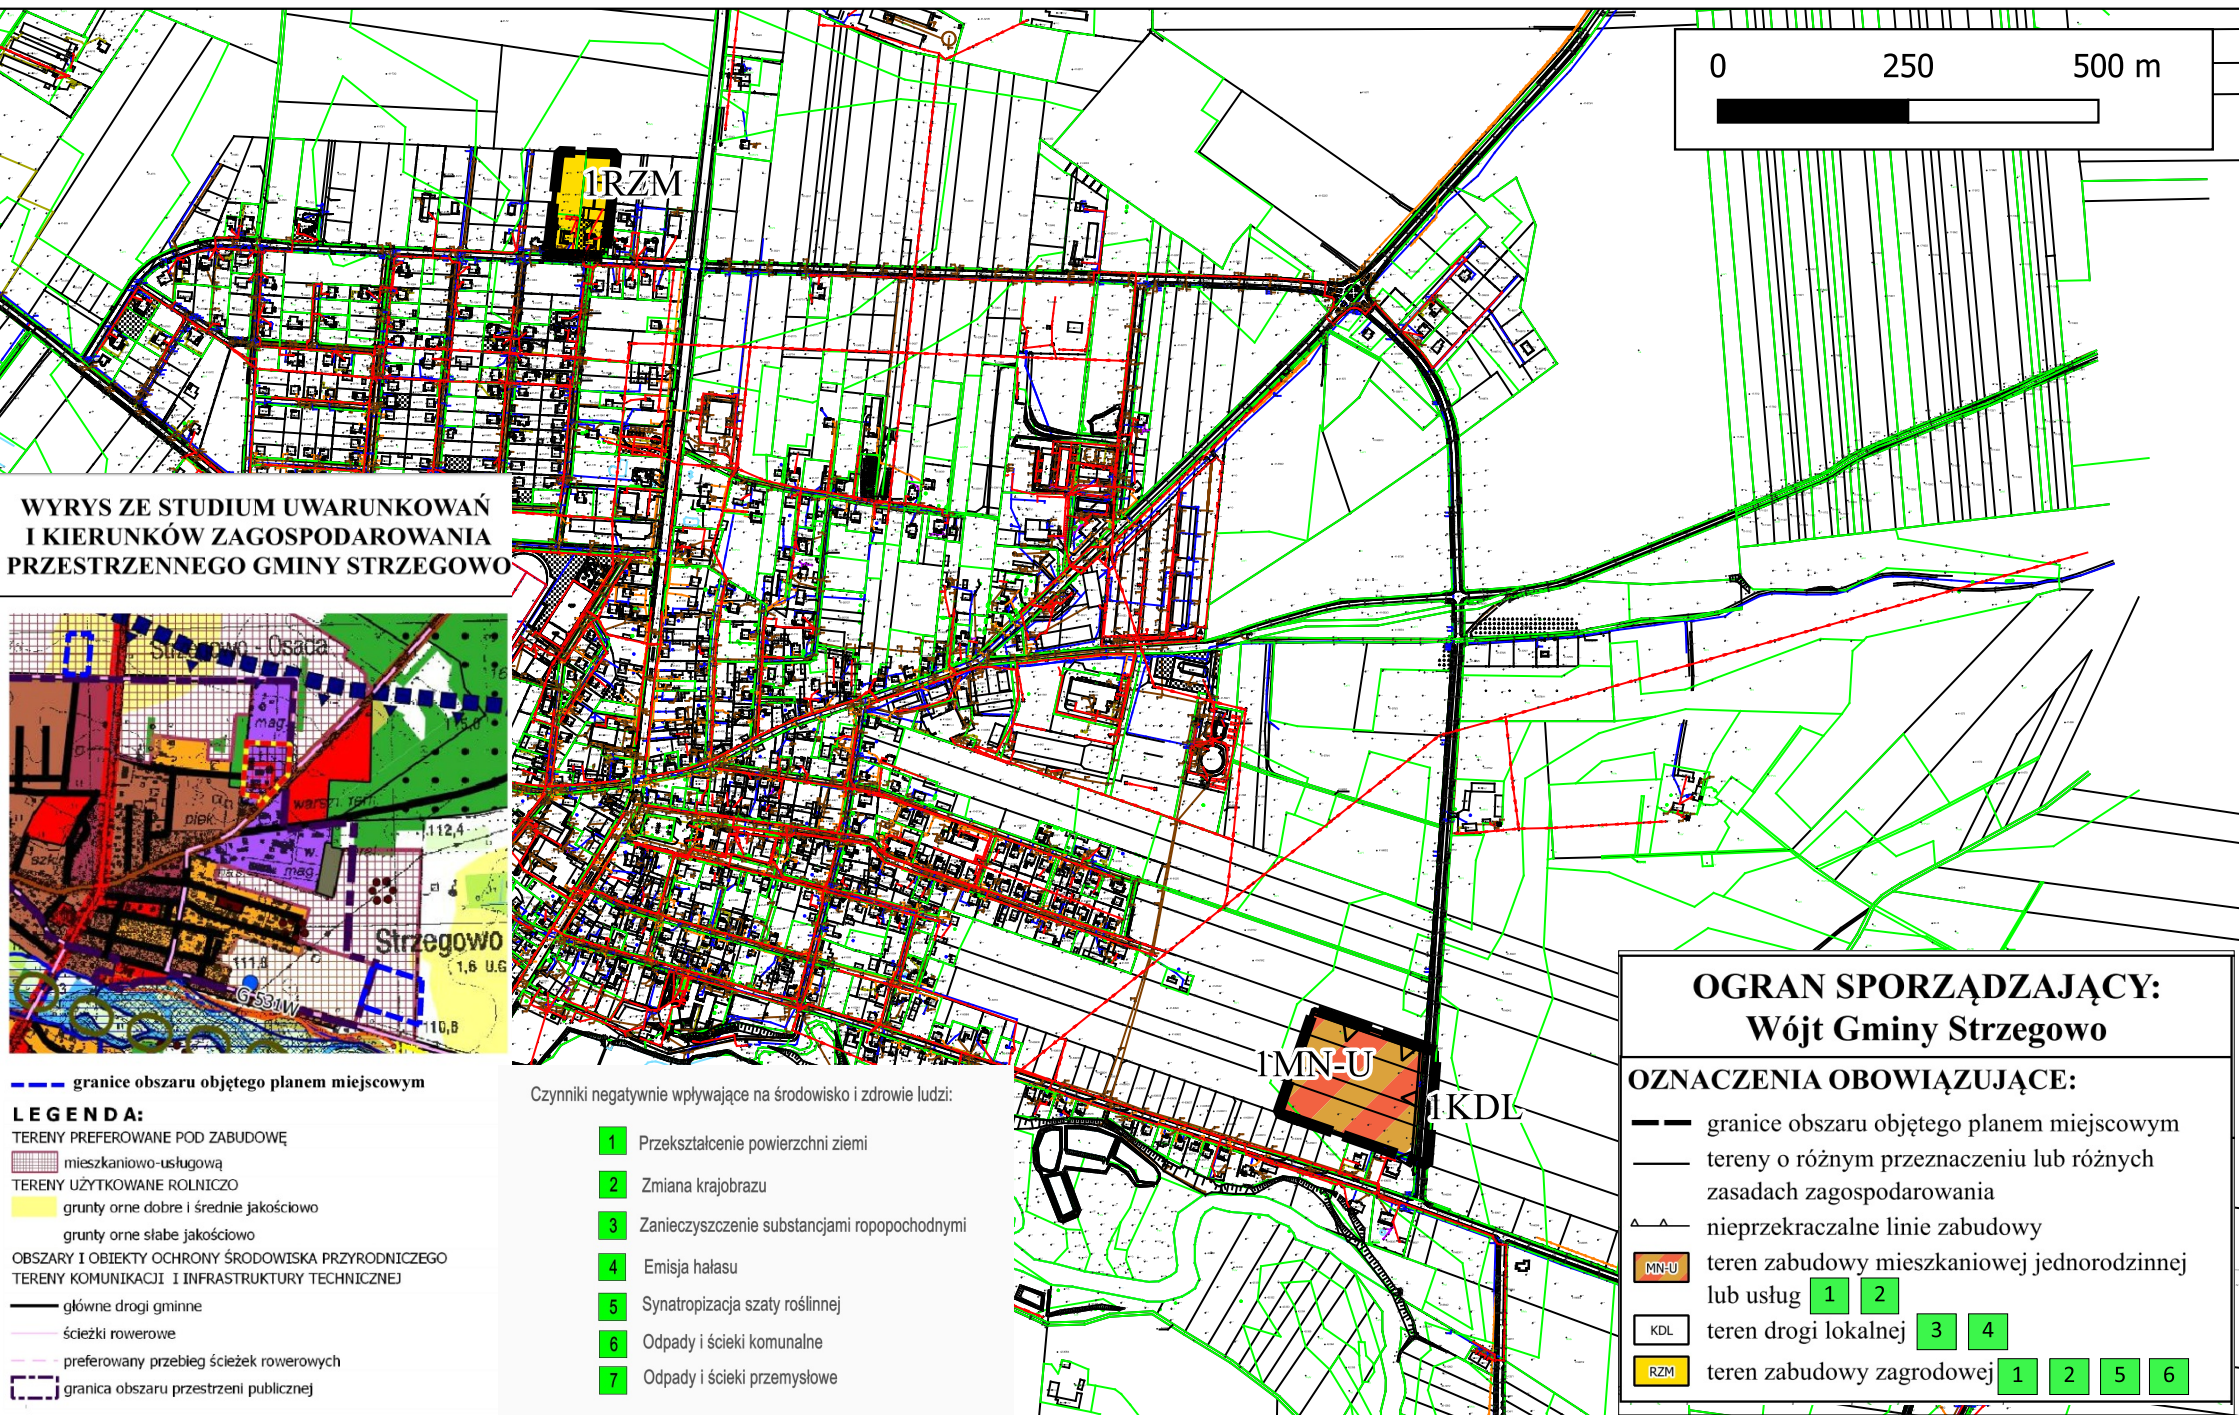 0 250 500 m
1RZM
WYRYS ZE STUDIUM UWARUNKOWAŃ
I KIERUNKÓW ZAGOSPODAROWANIA
PRZESTRZENNEGO GMINY STRZEGOWO
Strzegowo - Osada
mag.
piek.
warszt. rem.
112,4
szk.
w.
mag.
Strzegowo
1,6 U.G
111,8
G 531W
110,8
granice obszaru objętego planem miejscowym
LEGENDA:
TERENY PREFEROWANE POD ZABUDOWĘ
mieszkaniowo-usługową
TERENY UŻYTKOWANE ROLNICZO
grunty orne dobre i średnie jakościowo
grunty orne słabe jakościowo
OBSZARY I OBIEKTY OCHRONY ŚRODOWISKA PRZYRODNICZEGO
TERENY KOMUNIKACJI I INFRASTRUKTURY TECHNICZNEJ
główne drogi gminne
ścieżki rowerowe
preferowany przebieg ścieżek rowerowych
granica obszaru przestrzeni publicznej
Czynniki negatywnie wpływające na środowisko i zdrowie ludzi:
1 Przekształcenie powierzchni ziemi
2 Zmiana krajobrazu
3 Zanieczyszczenie substancjami ropopochodnymi
4 Emisja hałasu
5 Synatropizacja szaty roślinnej
6 Odpady i ścieki komunalne
7 Odpady i ścieki przemysłowe
1MN-U
1KDL
OGRAN SPORZĄDZAJĄCY:
Wójt Gminy Strzegowo
OZNACZENIA OBOWIĄZUJĄCE:
granice obszaru objętego planem miejscowym
tereny o różnym przeznaczeniu lub różnych
zasadach zagospodarowania
nieprzekraczalne linie zabudowy
MN-U teren zabudowy mieszkaniowej jednorodzinnej
lub usług 1 2
KDL teren drogi lokalnej 3 4
RZM teren zabudowy zagrodowej 1 2 5 6